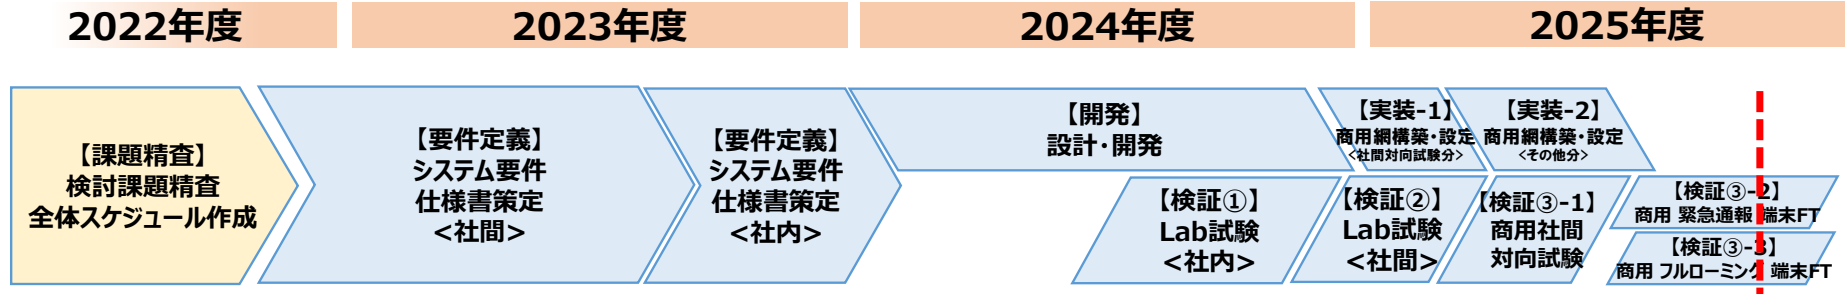 2022年度
2023年度
2024年度
2025年度
【課題精査】
検討課題精査
全体スケジュール作成
【要件定義】
システム要件
仕様書策定
<社間>
【要件定義】
システム要件
仕様書策定
<社内>
【開発】
設計・開発
【実装-1】
商用網構築・設定
<社間対向試験分>
【実装-2】
商用網構築・設定
<その他分>
【検証①】
Lab試験
<社内>
【検証②】
Lab試験
<社間>
【検証③-1】
商用社間
対向試験
【検証③-2】
商用 緊急通報 端末FT
【検証③-3】
商用 フルローミング 端末FT